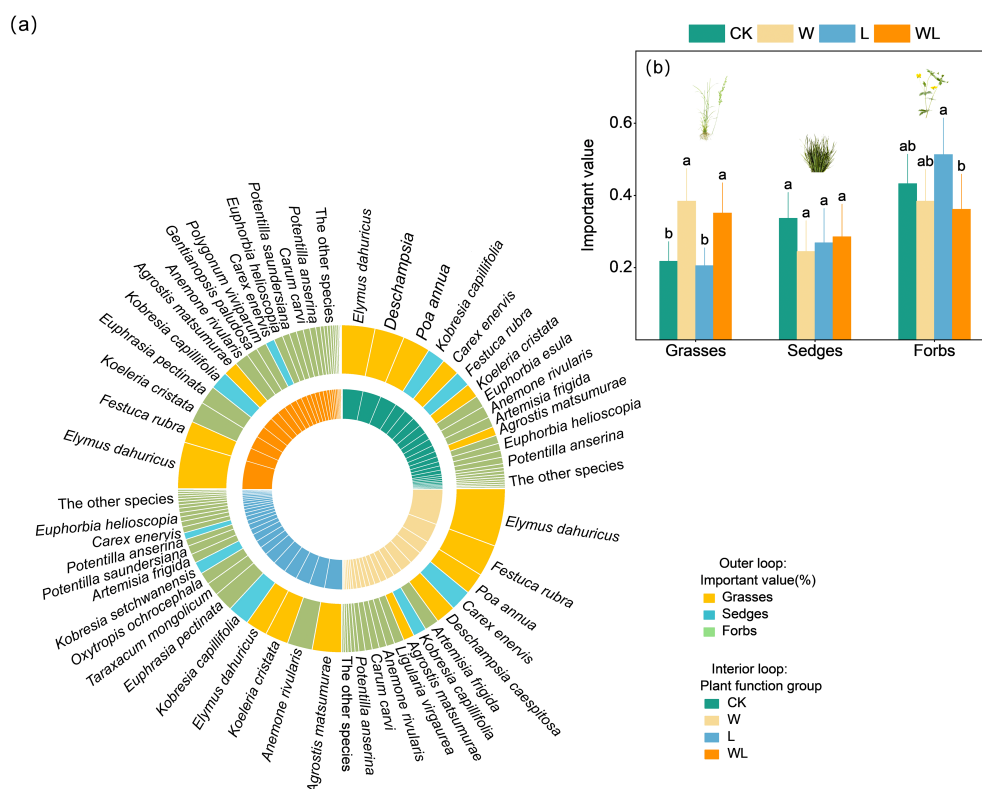 (a)
CK
W
L
WL
(b)
Important value
0.6
0.4
0.2
b
a
b
a
a
a
a
a
ab
ab
a
b
Grasses
Sedges
Forbs
Elymus dahuricus
Deschampsia
Poa annua
Kobresia capillifolia
Carex enervis
Festuca rubra
Koeleria cristata
Euphorbia esula
Anemone rivularis
Artemisia frigida
Agrostis matsumurae
Euphorbia helioscopia
Potentilla anserina
The other species
Elymus dahuricus
Festuca rubra
Poa annua
Carex enervis
Deschampsia caespitosa
Artemisia frigida
Kobresia capillifolia
Agrostis matsumurae
Ligularia virgaurea
Anemone rivularis
Carum carvi
Potentilla anserina
The other species
Agrostis matsumurae
Anemone rivularis
Koeleria cristata
Elymus dahuricus
Kobresia capillifolia
Euphrasia pectinata
Taraxacum mongolicum
Oxytropis ochrocephala
Kobresia setchwanensis
Artemisia frigida
Potentilla saundersiana
Potentilla anserina
Carex enervis
Euphorbia helioscopia
The other species
Elymus dahuricus
Festuca rubra
Koeleria cristata
Euphrasia pectinata
Kobresia capillifolia
Agrostis matsumurae
Anemone rivularis
Gentianopsis paludosa
Polygonum viviparum
Carex enervis
Euphorbia helioscopia
Potentilla saundersiana
Carum carvi
Potentilla anserina
The other species
Outer loop:
Important value(%)
Grasses
Sedges
Forbs
Interior loop:
Plant function group
CK
W
L
WL